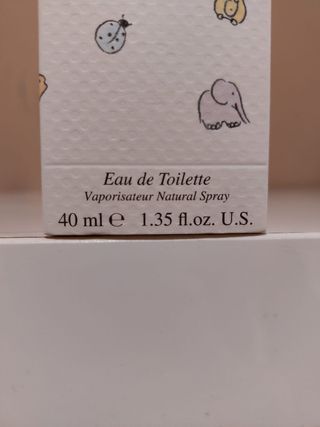 Eau de Toilette
Vaporisateur Natural Spray
40 ml ℮ 1.35 fl.oz. U.S.